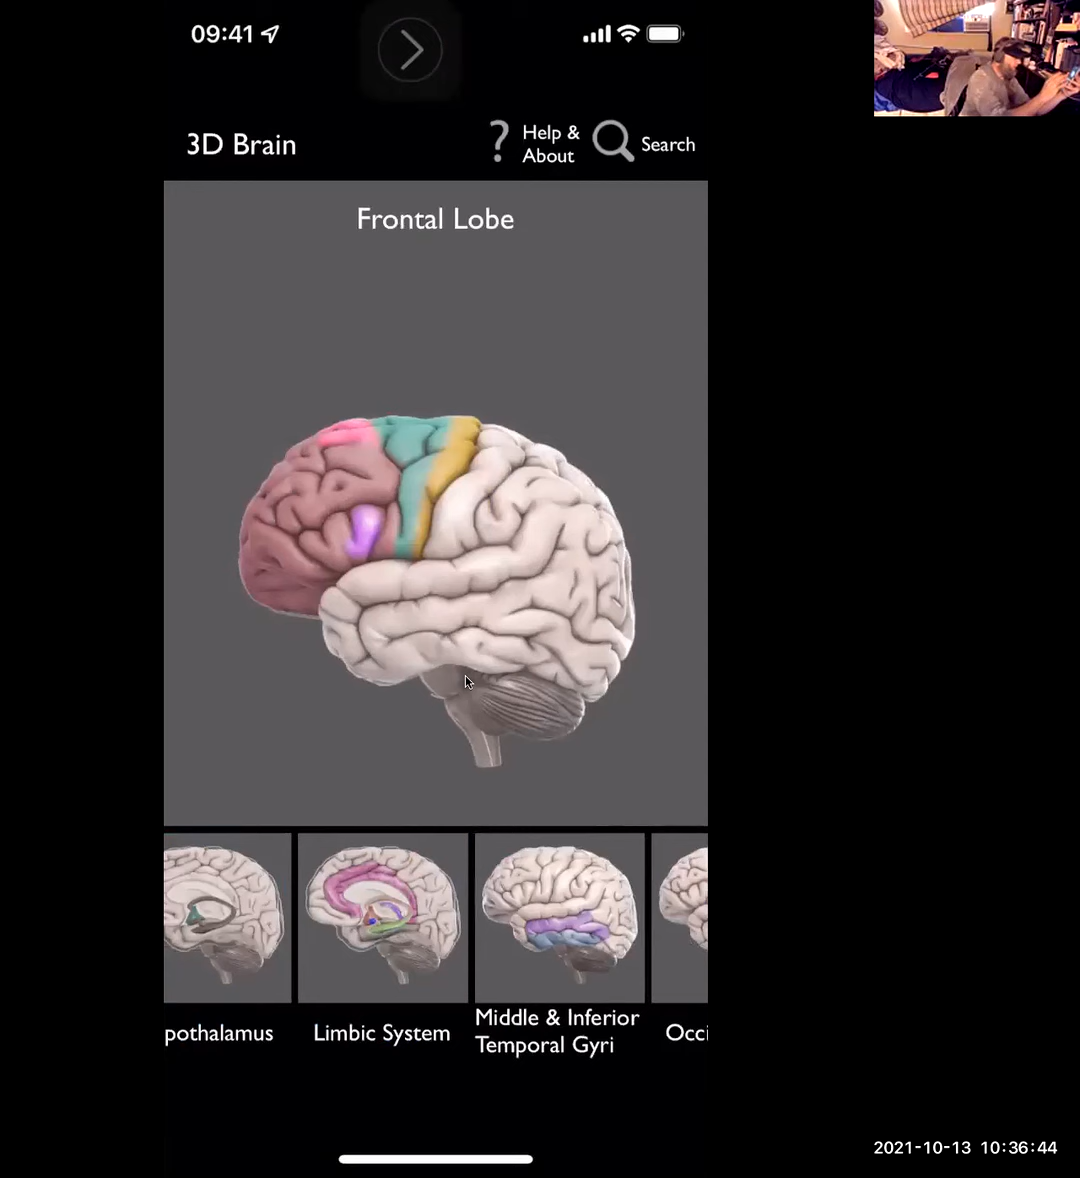 09:41
3D Brain
? Help &
About
Search
Frontal Lobe
pothalamus
Limbic System
Middle & Inferior
Temporal Gyri
Occi
2021-10-13 10:36:44